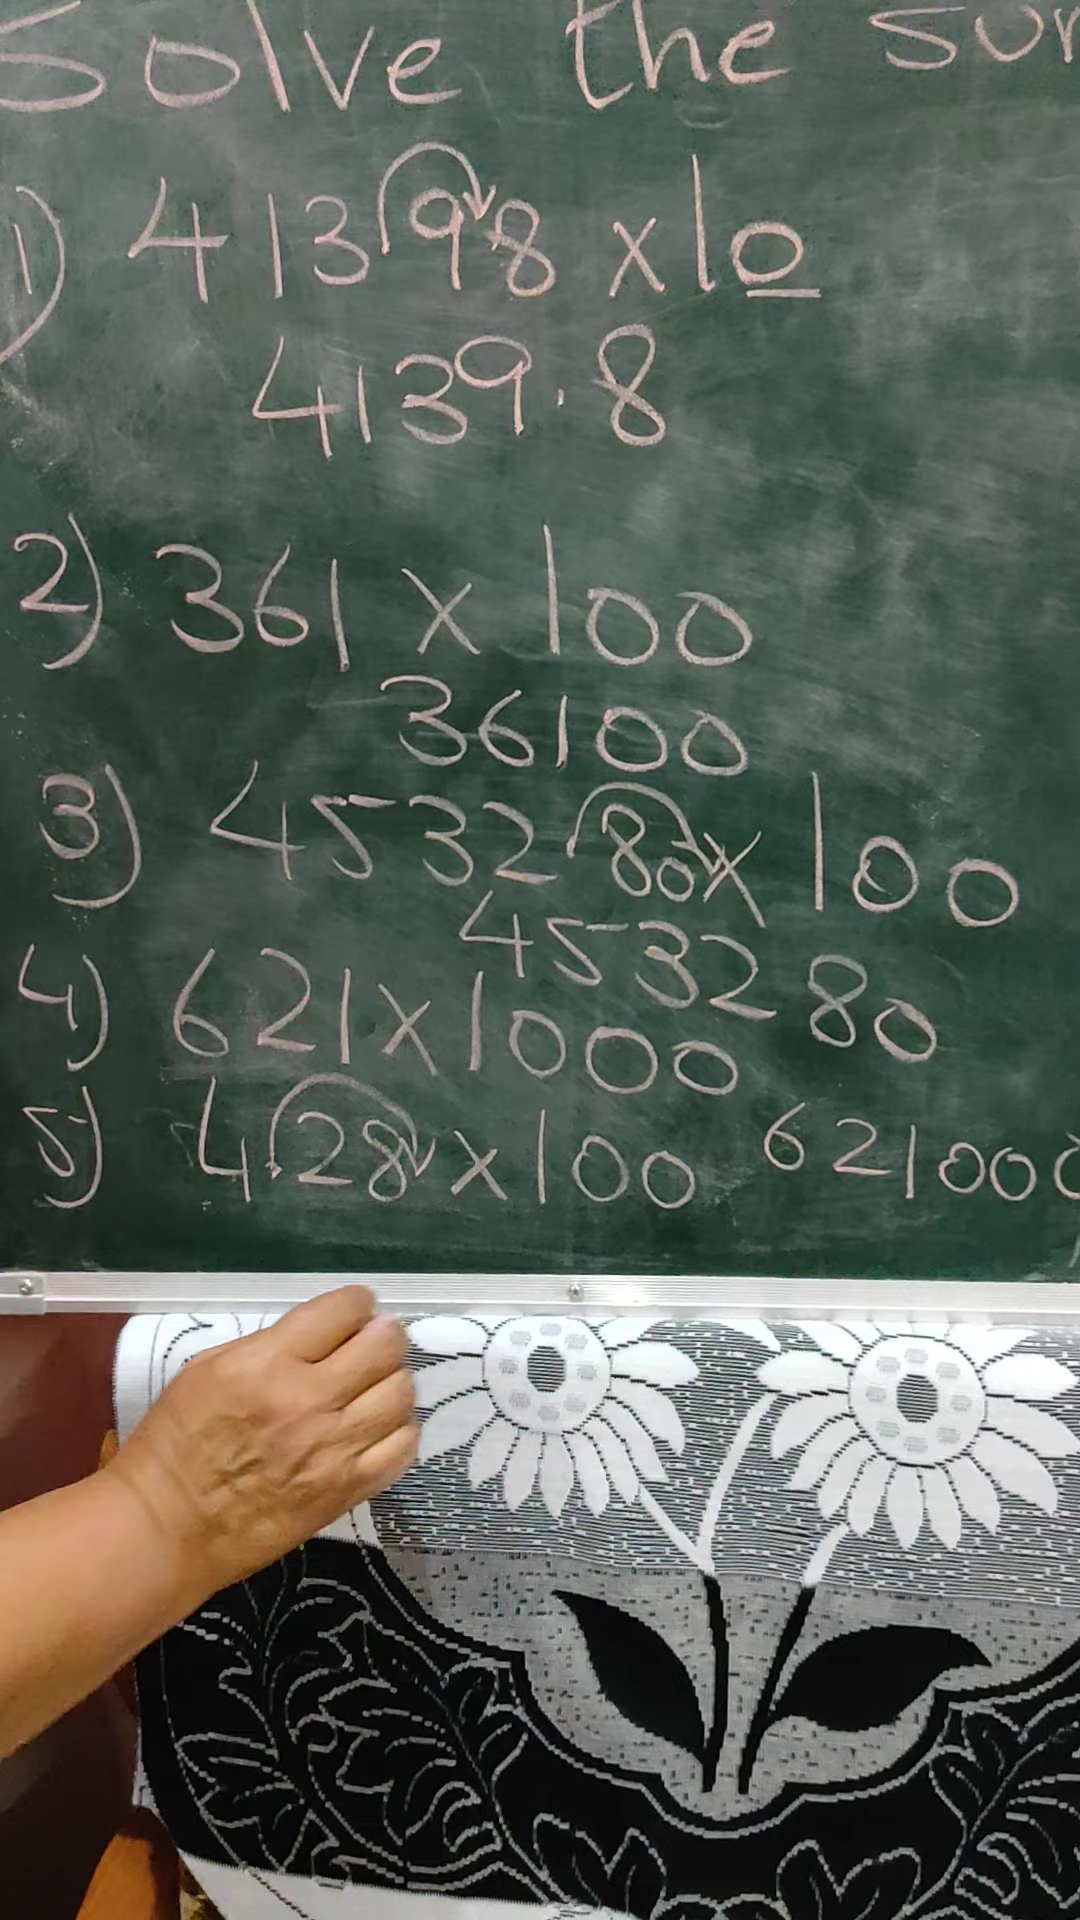 Solve the sum
1) 413.98 x 10
4139.8
2) 361 x 100
36100
3) 4532.80 x 100
453280
4) 621 x 1000
621000
5) 4.28 x 100